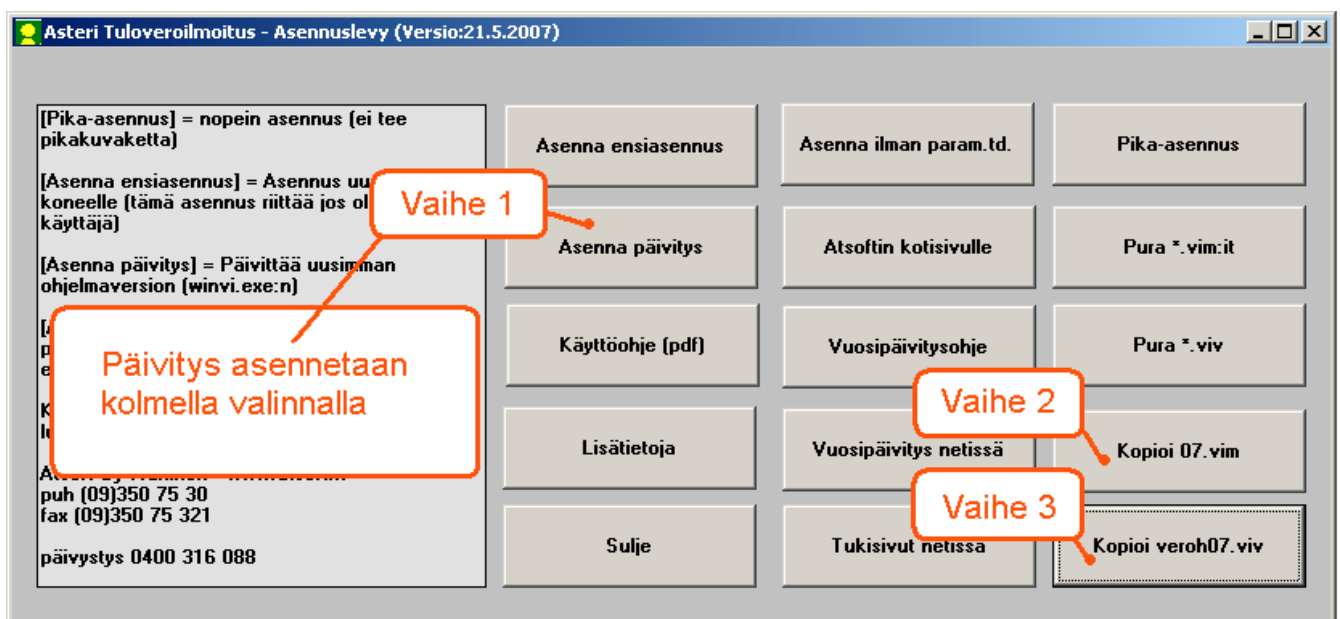 Asteri Tuloveroilmoitus - Asennuslevy (Versio:21.5.2007)
[Pika-asennus] = nopein asennus (ei tee
pikakuvaketta)
[Asenna ensiasennus] = Asennus
koneelle (tämä asennus riittää jos
käyttäjä)
[Asenna päivitys] = Päivittää uusimman
ohjelmaversion (winvi.exe:n)
puh (09)350 75 30
fax (09)350 75 321
päivystys 0400 316 088
Vaihe 1
Päivitys asennetaan
kolmella valinnalla
Asenna ensiasennus
Asenna ilman param.td.
Pika-asennus
Asenna päivitys
Atsoftin kotisivulle
Pura *.vim:it
Käyttöohje (pdf)
Vuosipäivitysohje
Pura *.viv
Vaihe 2
Lisätietoja
Vuosipäivitys netissä
Kopioi 07.vim
Vaihe 3
Sulje
Tukisivut netissä
Kopioi veroh07.viv